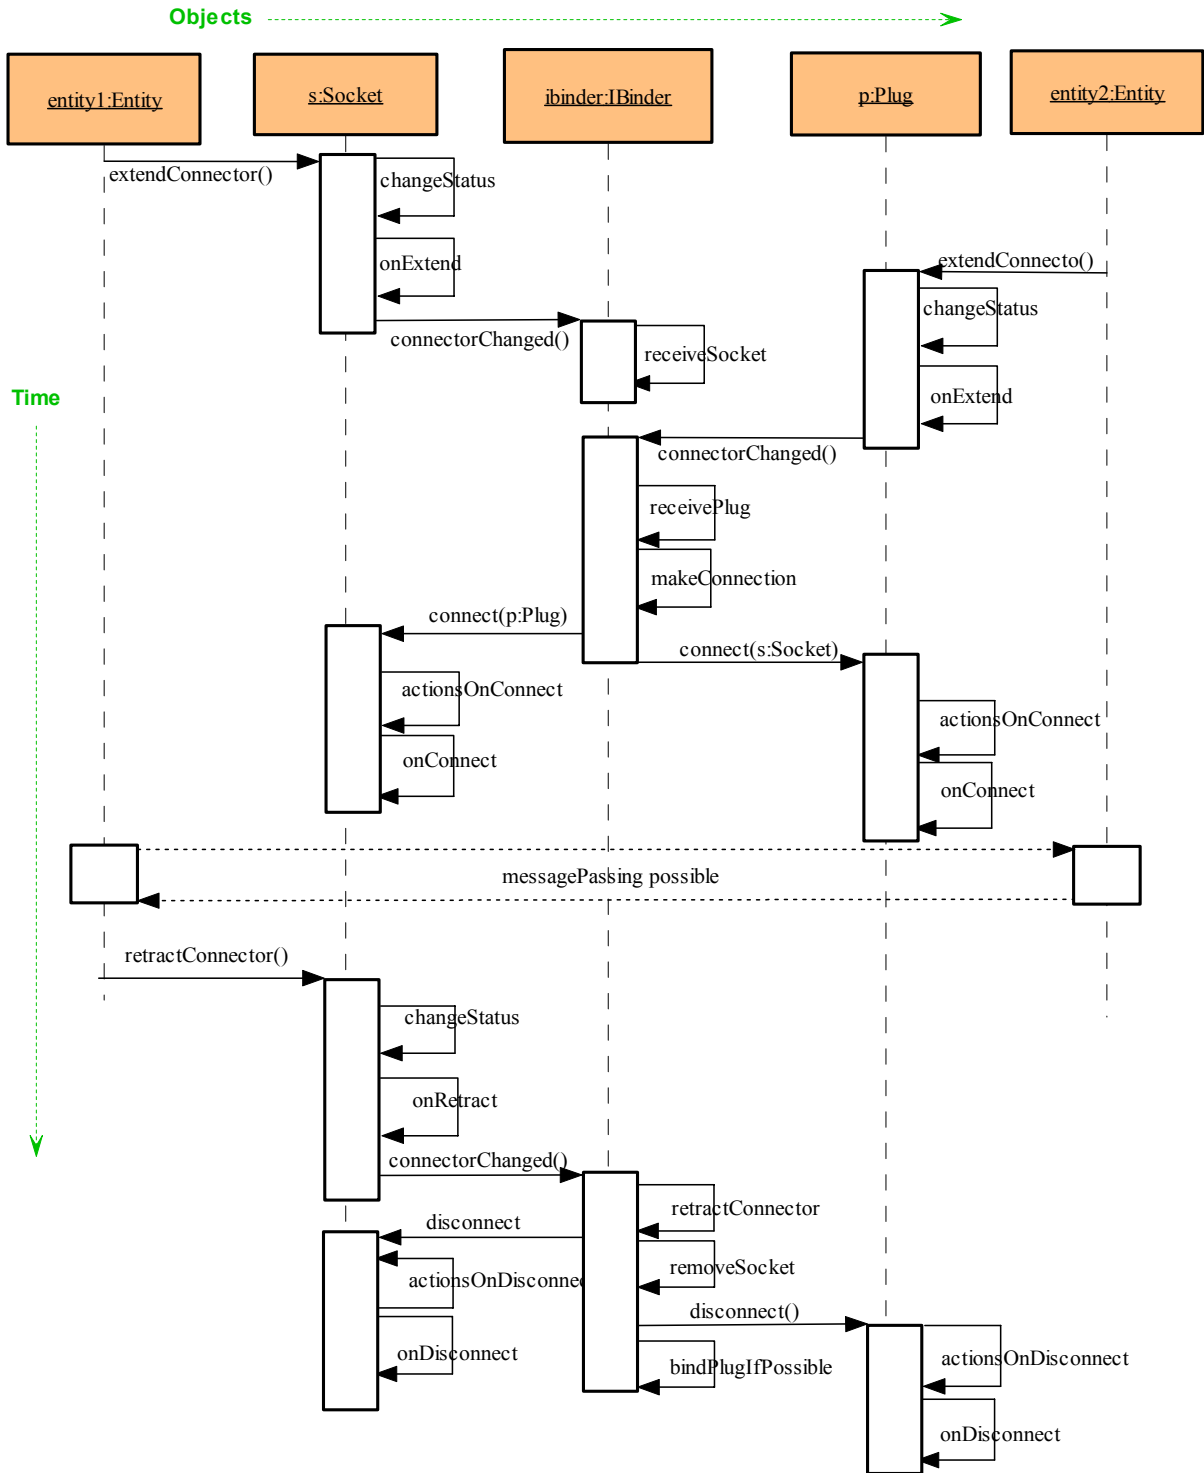 Objects
entity1:Entity
s:Socket
ibinder:IBinder
p:Plug
entity2:Entity
extendConnector()
changeStatus
onExtend
extendConnecto()
changeStatus
connectorChanged()
receiveSocket
Time
onExtend
connectorChanged()
receivePlug
makeConnection
connect(p:Plug)
connect(s:Socket)
actionsOnConnect
actionsOnConnect
onConnect
onConnect
messagePassing possible
retractConnector()
changeStatus
onRetract
connectorChanged()
retractConnector
disconnect
removeSocket
actionsOnDisconnec
disconnect()
onDisconnect
actionsOnDisconnect
bindPlugIfPossible
onDisconnect